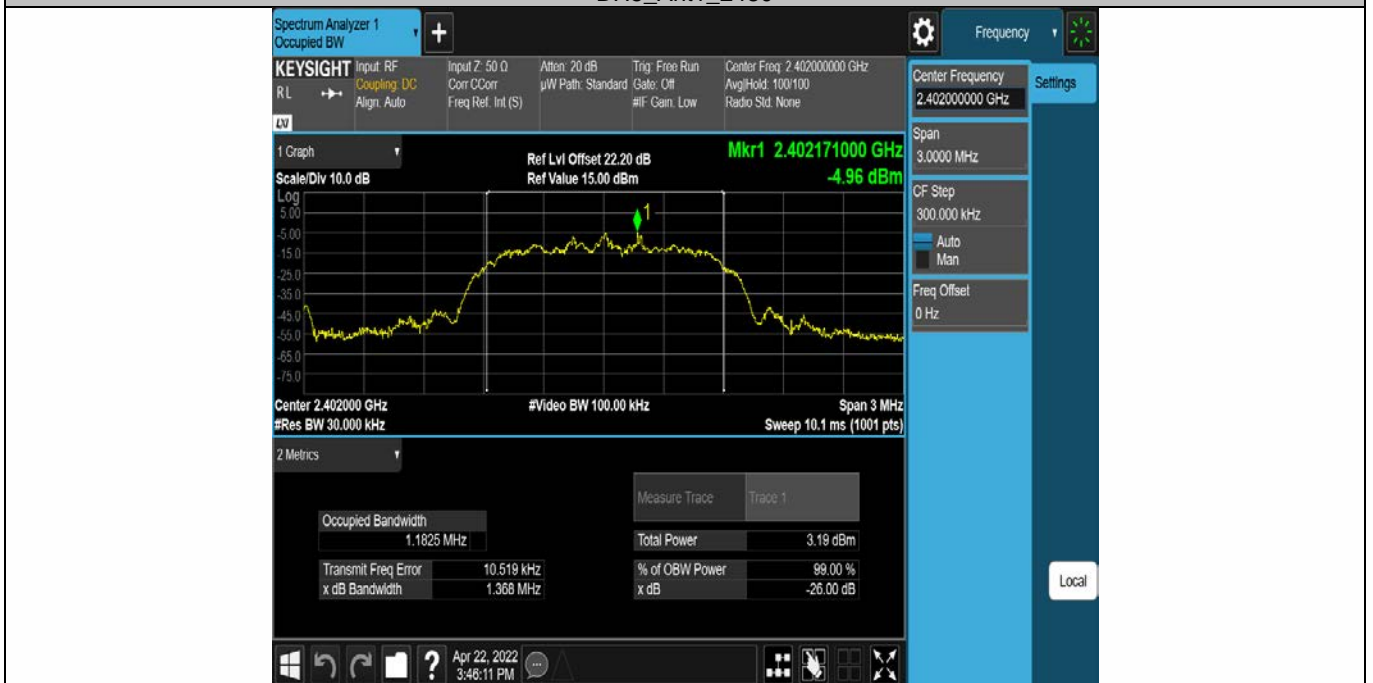 Spectrum Analyzer 1
Occupied BW
+
Frequency
KEYSIGHT
RL
LXI
Input: RF
Coupling: DC
Align: Auto
Input Z: 50 Ω
Corr CCorr
Freq Ref: Int (S)
Atten: 20 dB
µW Path: Standard
Trig: Free Run
Gate: Off
#IF Gain: Low
Center Freq: 2.402000000 GHz
Avg|Hold: 100/100
Radio Std: None
Center Frequency
2.402000000 GHz
Settings
Span
3.0000 MHz
CF Step
300.000 kHz
Auto
Man
Freq Offset
0 Hz
Local
1 Graph
Scale/Div 10.0 dB
Ref Lvl Offset 22.20 dB
Ref Value 15.00 dBm
Mkr1 2.402171000 GHz
-4.96 dBm
Log
5.00
-5.00
-15.0
-25.0
-35.0
-45.0
-55.0
-65.0
-75.0
1
Center 2.402000 GHz
#Res BW 30.000 kHz
#Video BW 100.00 kHz
Span 3 MHz
Sweep 10.1 ms (1001 pts)
2 Metrics
Measure Trace Trace 1
Occupied Bandwidth
1.1825 MHz
Total Power 3.19 dBm
Transmit Freq Error 10.519 kHz
% of OBW Power 99.00 %
x dB Bandwidth 1.368 MHz
x dB -26.00 dB
?
Apr 22, 2022
3:46:11 PM